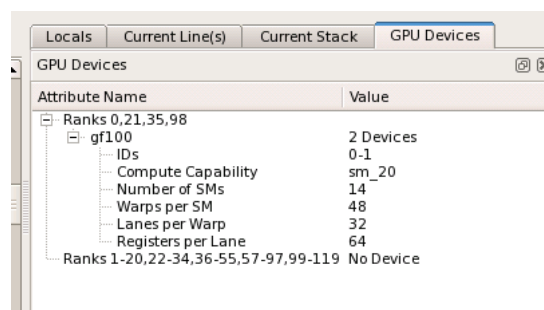 Locals Current Line(s) Current Stack GPU Devices
GPU Devices
Attribute Name Value
Ranks 0,21,35,98
gf100 2 Devices
IDs 0-1
Compute Capability sm_20
Number of SMs 14
Warps per SM 48
Lanes per Warp 32
Registers per Lane 64
Ranks 1-20,22-34,36-55,57-97,99-119 No Device